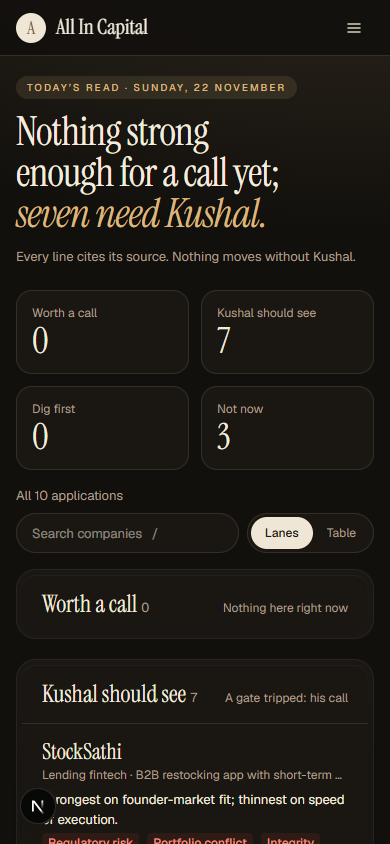 A All In Capital
TODAY'S READ · SUNDAY, 22 NOVEMBER
Nothing strong
enough for a call yet;
seven need Kushal.
Every line cites its source. Nothing moves without Kushal.
Worth a call
0
Kushal should see
7
Dig first
0
Not now
3
All 10 applications
Search companies /
Lanes
Table
Worth a call 0
Nothing here right now
Kushal should see 7
A gate tripped: his call
StockSathi
Lending fintech · B2B restocking app with short-term ...
on founder-market fit; thinnest on speed
execution.
N
Regulatory risk
Portfolio conflict
Integrity